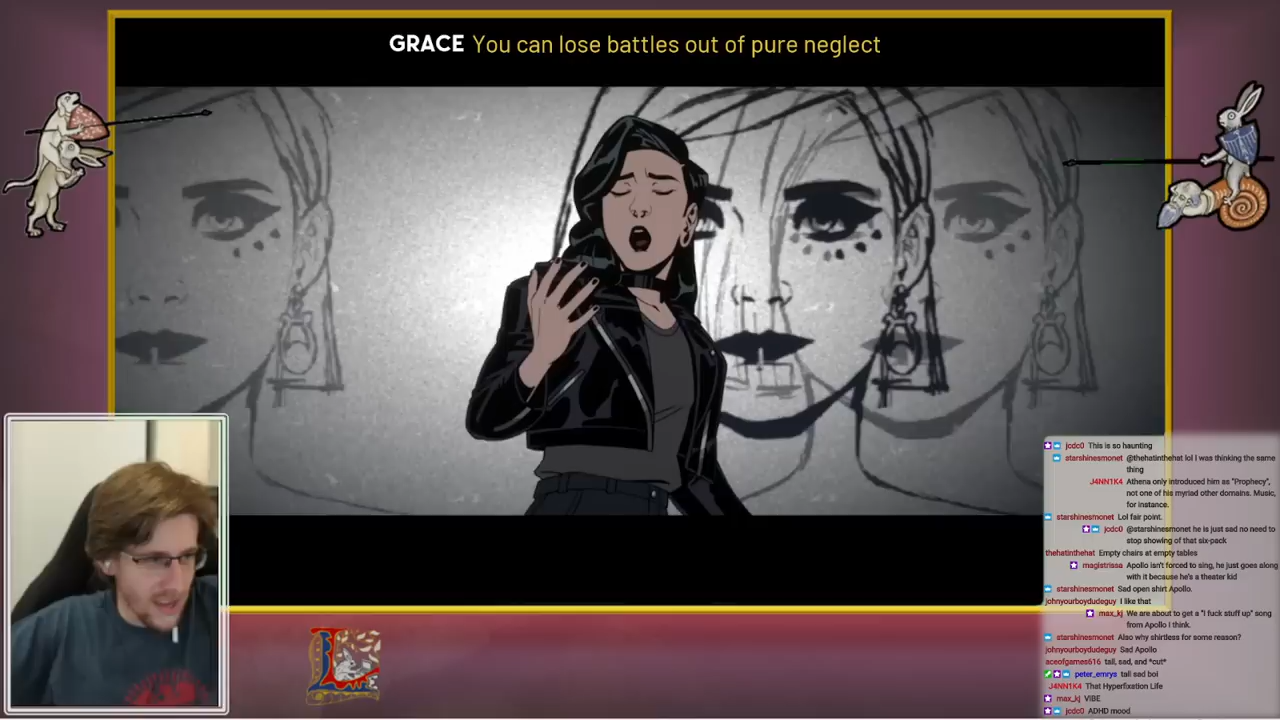 GRACE You can lose battles out of pure neglect
jcdc0 This is so haunting
starshinesmonet @thehatinthehat lol I was thinking the same
thing
J4NN1K4 Athena only introduced him as "Prophecy",
not one of his myriad other domains. Music,
for instance.
starshinesmonet Lol fair point.
jcdc0 @starshinesmonet he is just sad no need to
stop showing of that six-pack
thehatinthehat Empty chairs at empty tables
magistrissa Apollo isn't forced to sing, he just goes along
with it because he's a theater kid
starshinesmonet Sad open shirt Apollo.
johnyourboydudeguy I like that
max_kj We are about to get a "I fuck stuff up" song
from Apollo I think.
starshinesmonet Also why shirtless for some reason?
johnyourboydudeguy Sad Apollo
aceofgames616 tall, sad, and *cut*
peter_emrys tall sad boi
J4NN1K4 That Hyperfixation Life
max_kj VIBE
jcdc0 ADHD mood